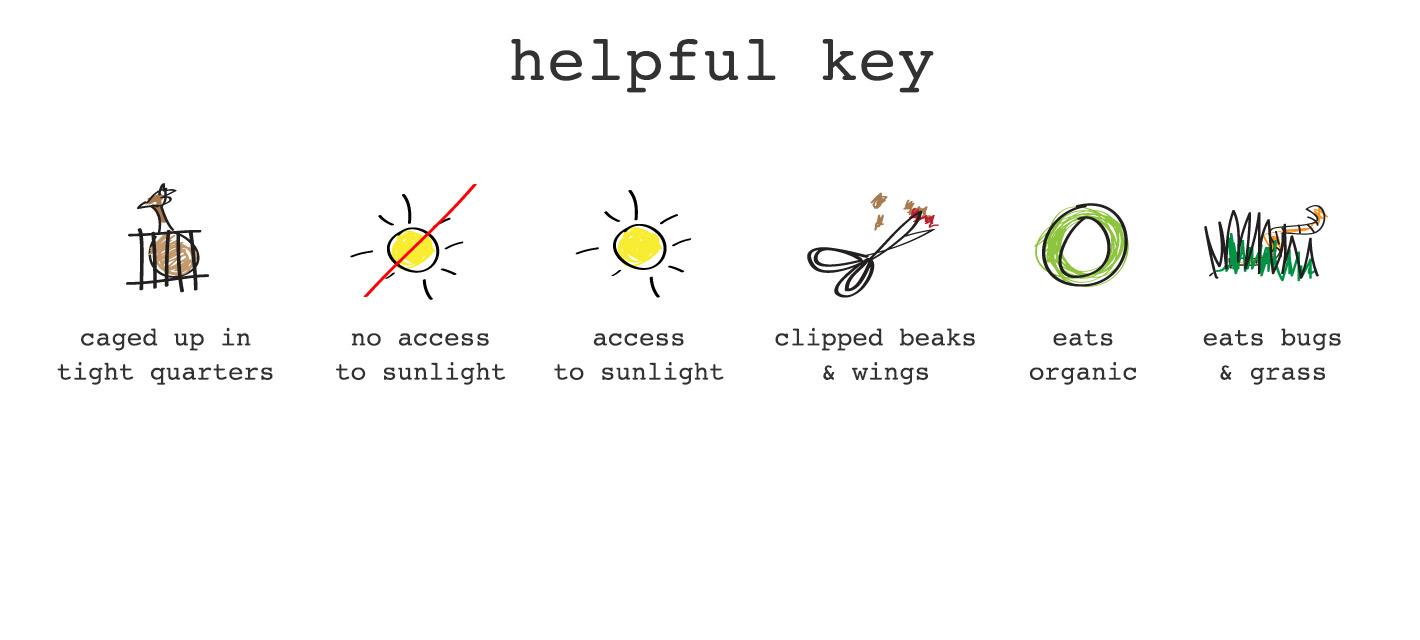 helpful key
caged up in
tight quarters
no access
to sunlight
access
to sunlight
clipped beaks
& wings
eats
organic
eats bugs
& grass